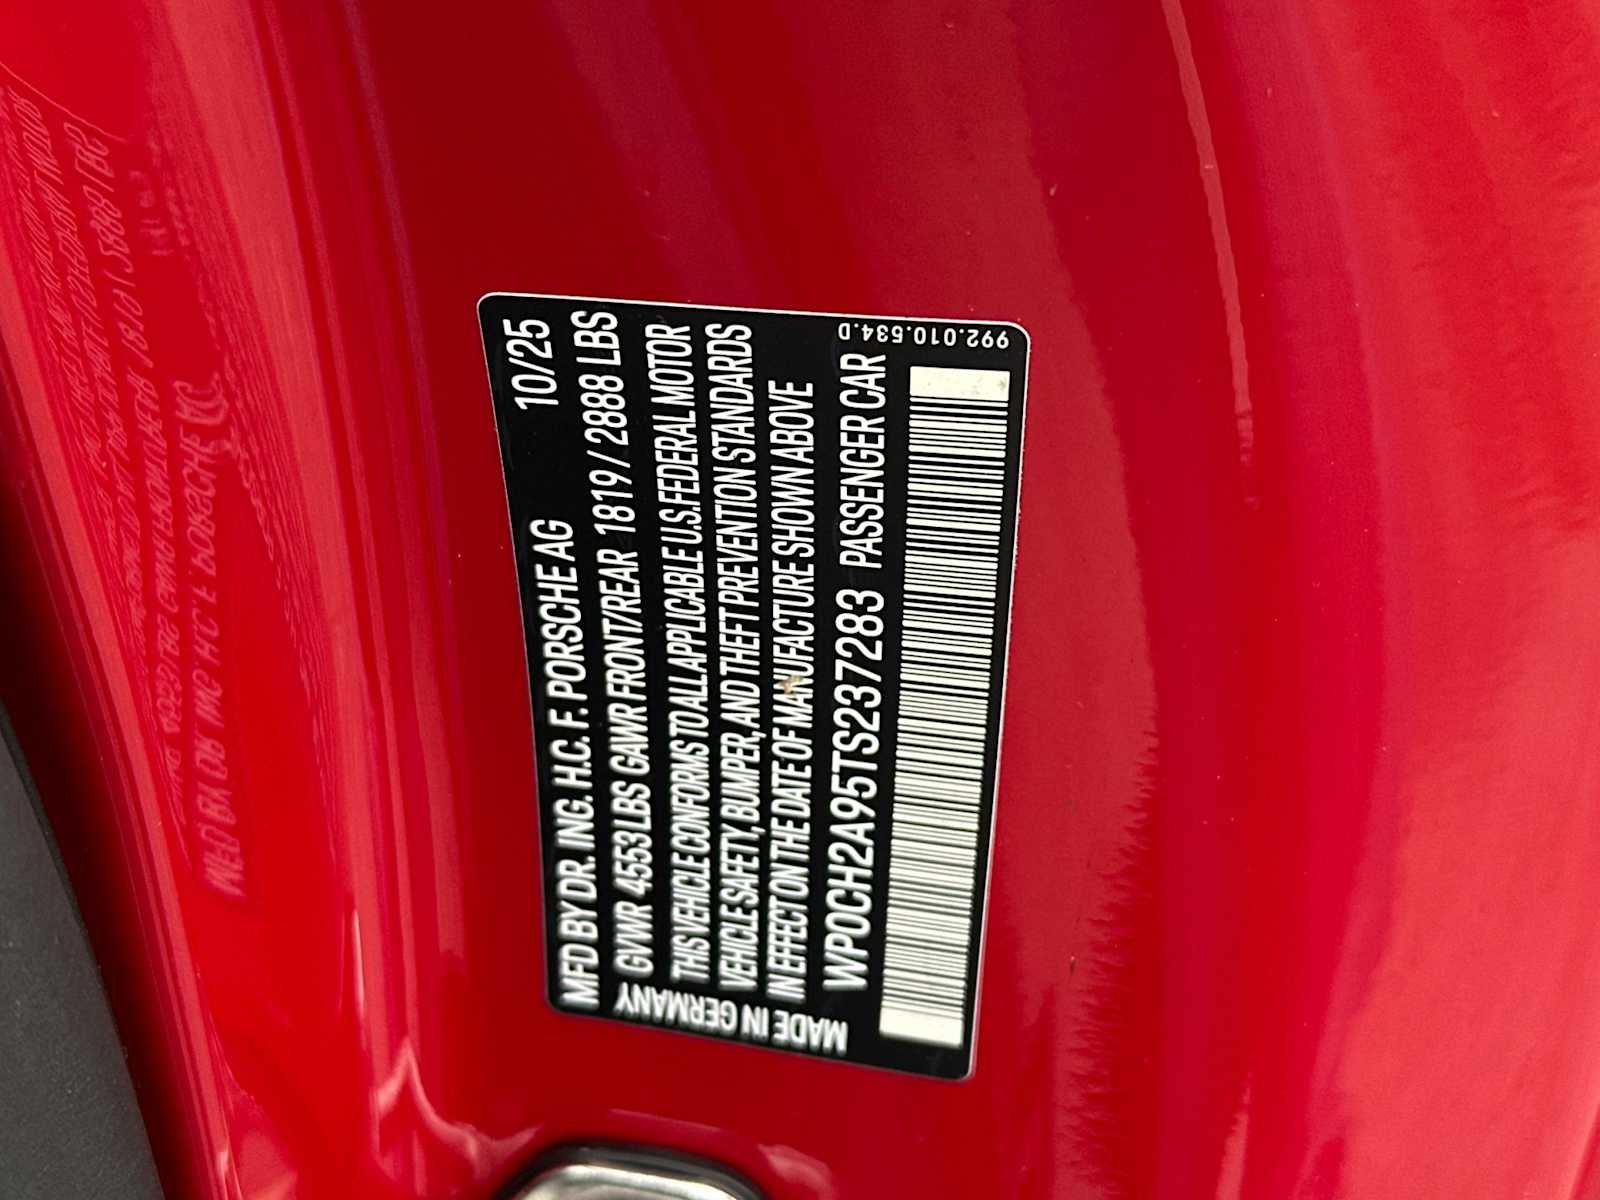 MFD BY DR. ING. H.C. F. PORSCHE AG 10/25
GVWR 4553 LBS GAWR FRONT/REAR 1819 / 2888 LBS
THIS VEHICLE CONFORMS TO ALL APPLICABLE U.S. FEDERAL MOTOR
VEHICLE SAFETY, BUMPER, AND THEFT PREVENTION STANDARDS
IN EFFECT ON THE DATE OF MANUFACTURE SHOWN ABOVE
WP0CH2A95TS237283 PASSENGER CAR
MADE IN GERMANY
992.010.534.D